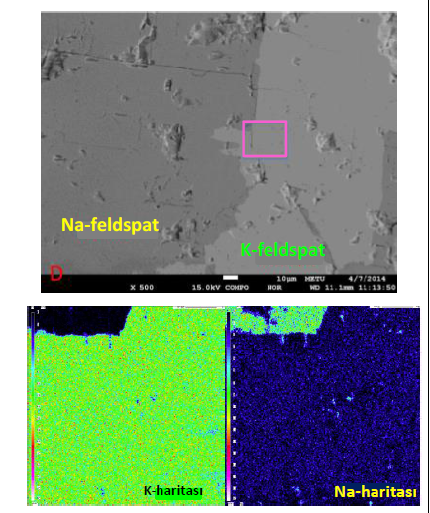 Na-feldspat
K-feldspat
D
10µm METU 4/7/2014
X 500 15.0kV COMPO NOR WD 11.1mm 11:13:50
K-haritası
Na-haritası